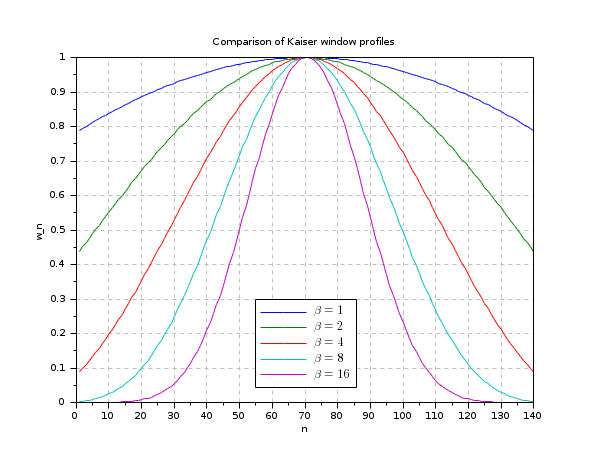 Comparison of Kaiser window profiles
1
0.9
0.8
0.7
0.6
0.5
0.4
0.3
0.2
0.1
0
w_n
β = 1
β = 2
β = 4
β = 8
β = 16
0 10 20 30 40 50 60 70 80 90 100 110 120 130 140
n